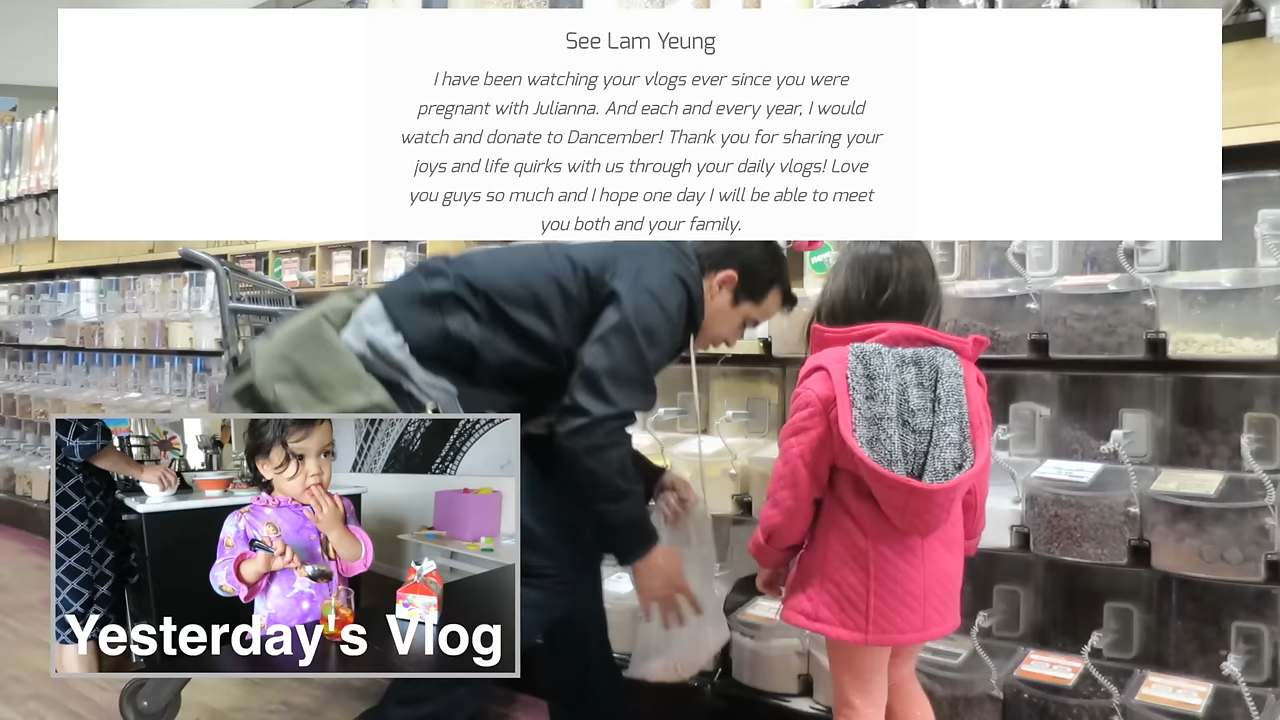 See Lam Yeung
I have been watching your vlogs ever since you were
pregnant with Julianna. And each and every year, I would
watch and donate to Dancember! Thank you for sharing your
joys and life quirks with us through your daily vlogs! Love
you guys so much and I hope one day I will be able to meet
you both and your family.
new
Yesterday's Vlog